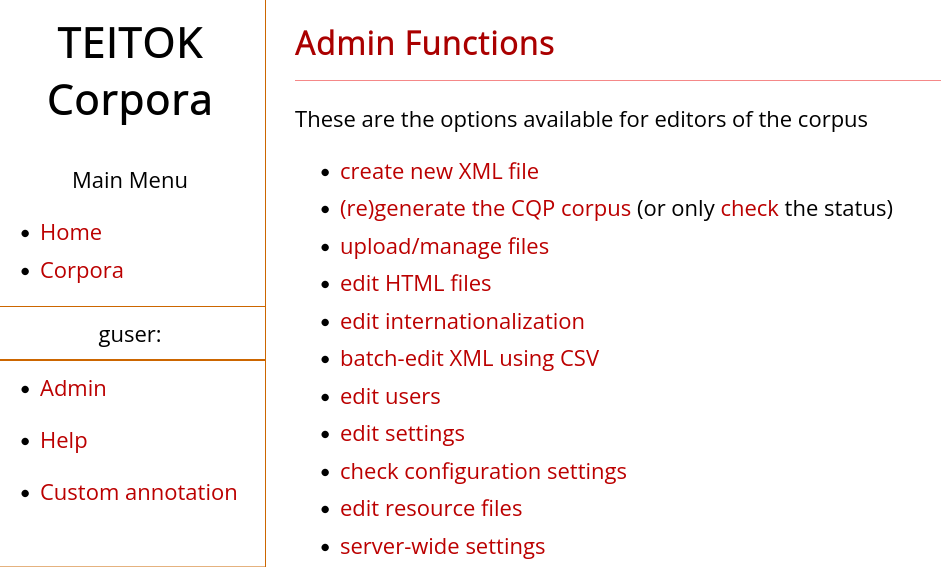 TEITOK
Corpora
Main Menu
Home
Corpora
guser:
Admin
Help
Custom annotation
Admin Functions
These are the options available for editors of the corpus
create new XML file
(re)generate the CQP corpus (or only check the status)
upload/manage files
edit HTML files
edit internationalization
batch-edit XML using CSV
edit users
edit settings
check configuration settings
edit resource files
server-wide settings